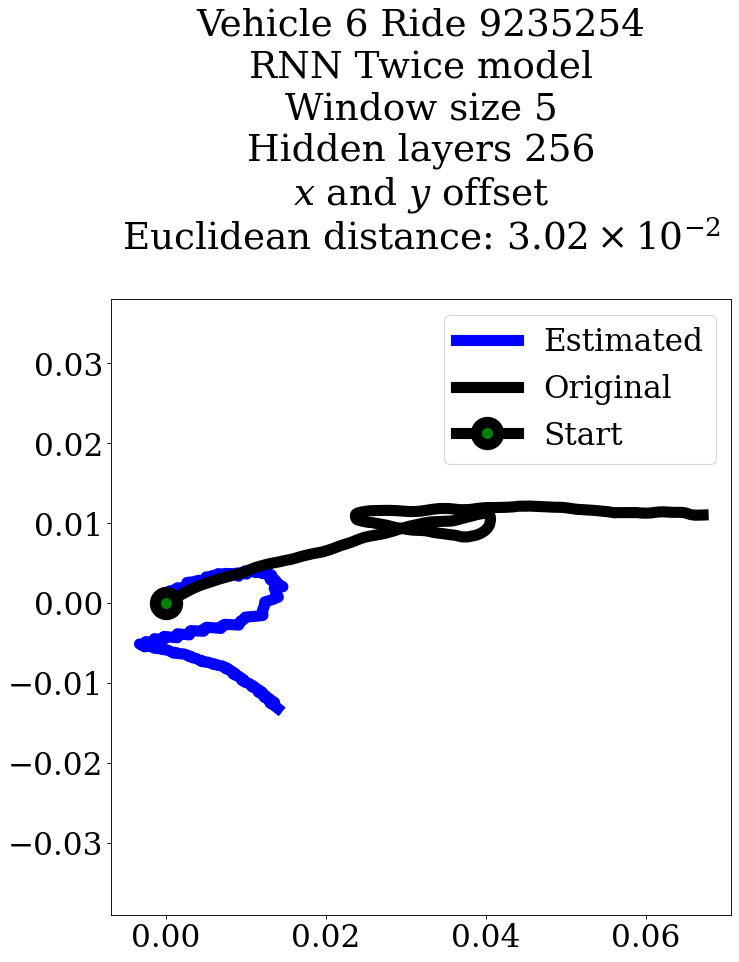 Vehicle 6 Ride 9235254
RNN Twice model
Window size 5
Hidden layers 256
x and y offset
Euclidean distance: 3.02 × 10⁻²
Estimated
Original
Start
0.03
0.02
0.01
0.00
−0.01
−0.02
−0.03
0.00 0.02 0.04 0.06